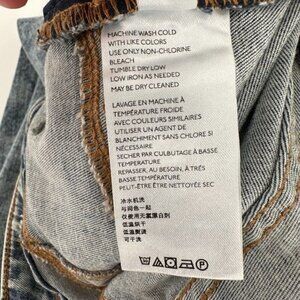 MACHINE WASH COLD
WITH LIKE COLORS
USE ONLY NON-CHLORINE
BLEACH
TUMBLE DRY LOW
LOW IRON AS NEEDED
MAY BE DRY CLEANED
LAVAGE EN MACHINE À
TEMPÉRATURE FROIDE
AVEC COULEURS SIMILAIRES
UTILISER UN AGENT DE
BLANCHIMENT SANS CHLORE SI
NÉCESSAIRE
SÉCHER PAR CULBUTAGE À BASSE
TEMPÉRATURE
REPASSER, AU BESOIN, À TRÈS
BASSE TEMPÉRATURE
PEUT-ÊTRE ÊTRE NETTOYÉE SEC
冷水机洗
与同色一起
仅使用无氯漂白剂
低温烘干
低温熨烫
可干洗